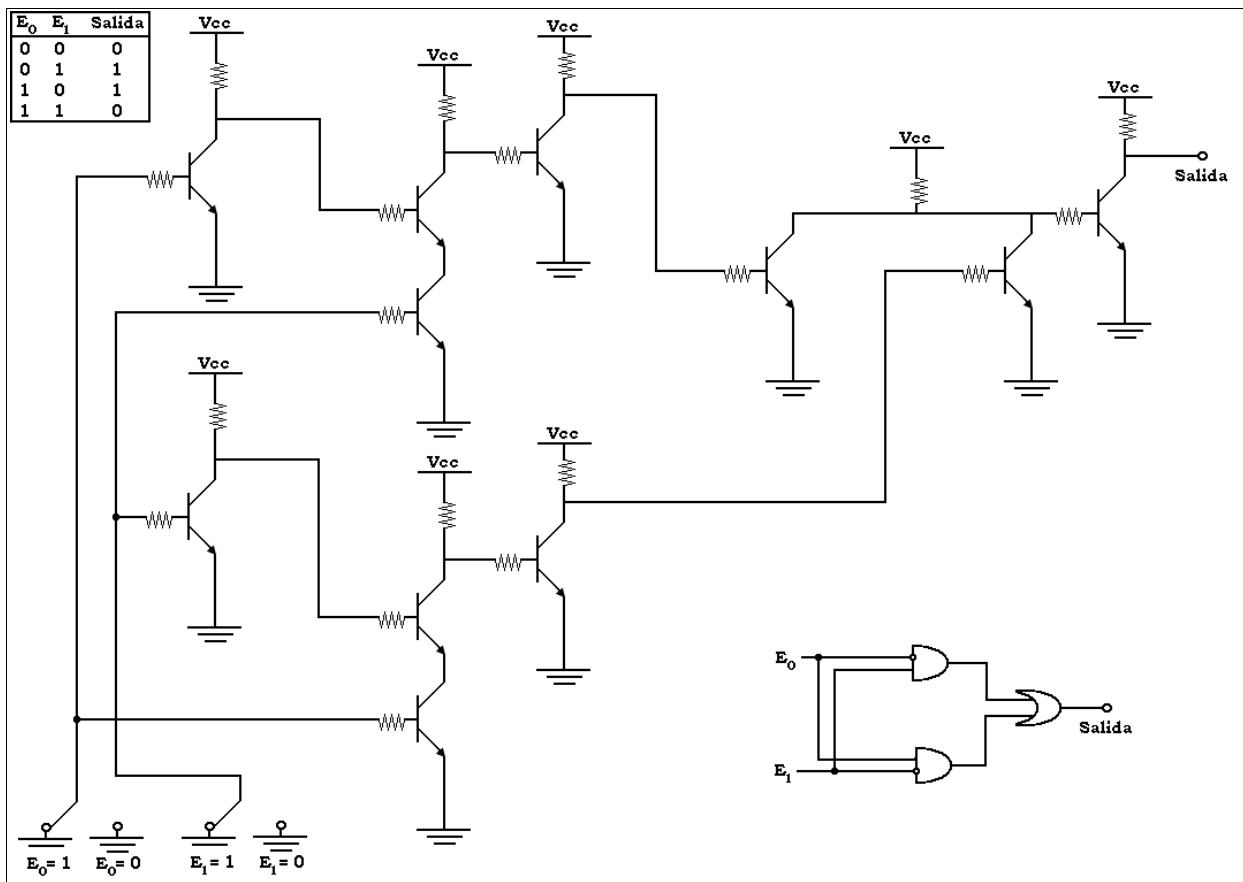 E₀ E₁ Salida
0 0 0
0 1 1
1 0 1
1 1 0
Vcc
Vcc
Vcc
Vcc
Vcc
Salida
Vcc
Vcc
Vcc
E₀
Salida
E₁
E₀= 1 E₀= 0 E₁= 1 E₁= 0